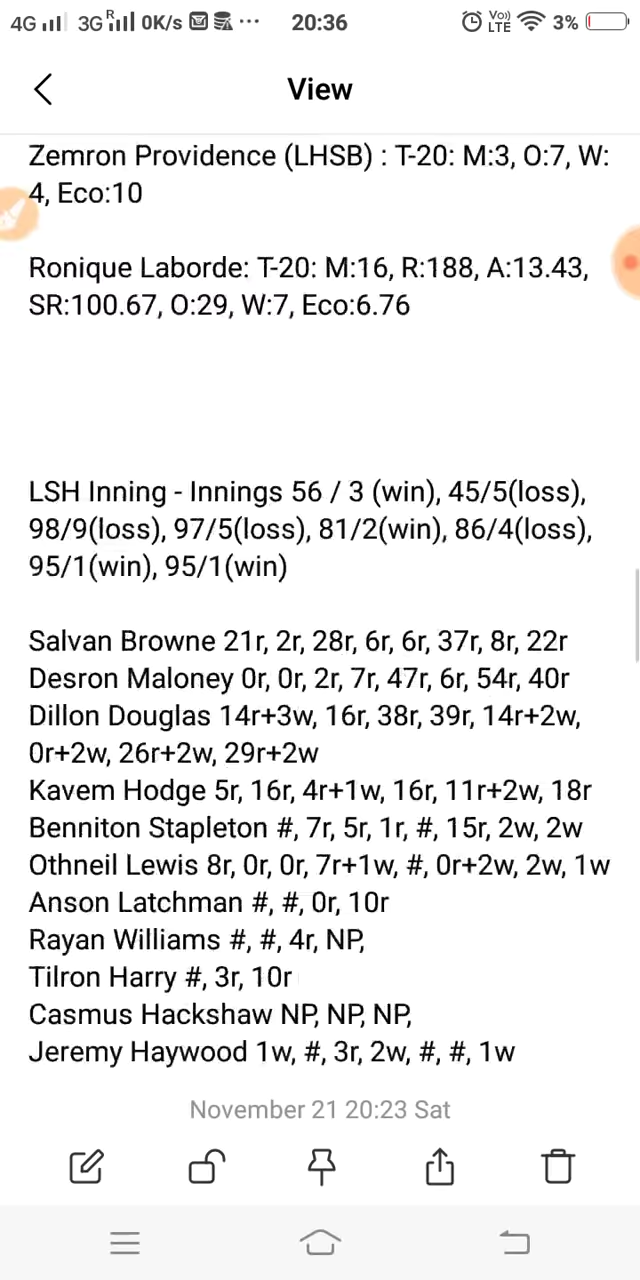 4G 3G R 0K/s ... 20:36 Vo) LTE 3%
View
Zemron Providence (LHSB) : T-20: M:3, O:7, W:
4, Eco:10
Ronique Laborde: T-20: M:16, R:188, A:13.43,
SR:100.67, O:29, W:7, Eco:6.76
LSH Inning - Innings 56 / 3 (win), 45/5(loss),
98/9(loss), 97/5(loss), 81/2(win), 86/4(loss),
95/1(win), 95/1(win)
Salvan Browne 21r, 2r, 28r, 6r, 6r, 37r, 8r, 22r
Desron Maloney 0r, 0r, 2r, 7r, 47r, 6r, 54r, 40r
Dillon Douglas 14r+3w, 16r, 38r, 39r, 14r+2w,
0r+2w, 26r+2w, 29r+2w
Kavem Hodge 5r, 16r, 4r+1w, 16r, 11r+2w, 18r
Benniton Stapleton #, 7r, 5r, 1r, #, 15r, 2w, 2w
Othneil Lewis 8r, 0r, 0r, 7r+1w, #, 0r+2w, 2w, 1w
Anson Latchman #, #, 0r, 10r
Rayan Williams #, #, 4r, NP,
Tilron Harry #, 3r, 10r
Casmus Hackshaw NP, NP, NP,
Jeremy Haywood 1w, #, 3r, 2w, #, #, 1w
November 21 20:23 Sat